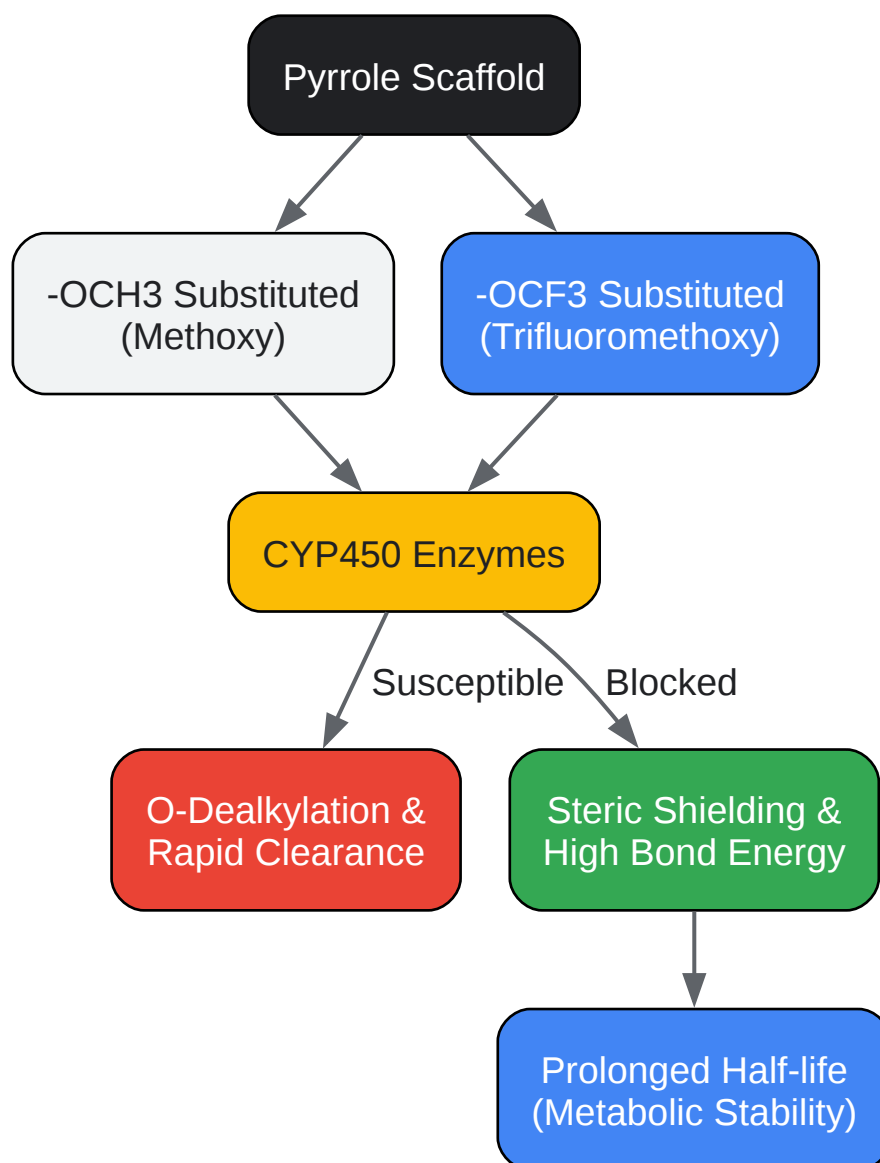 Pyrrole Scaffold
-OCH3 Substituted
(Methoxy)
-OCF3 Substituted
(Trifluoromethoxy)
CYP450 Enzymes
Susceptible
Blocked
O-Dealkylation &
Rapid Clearance
Steric Shielding &
High Bond Energy
Prolonged Half-life
(Metabolic Stability)